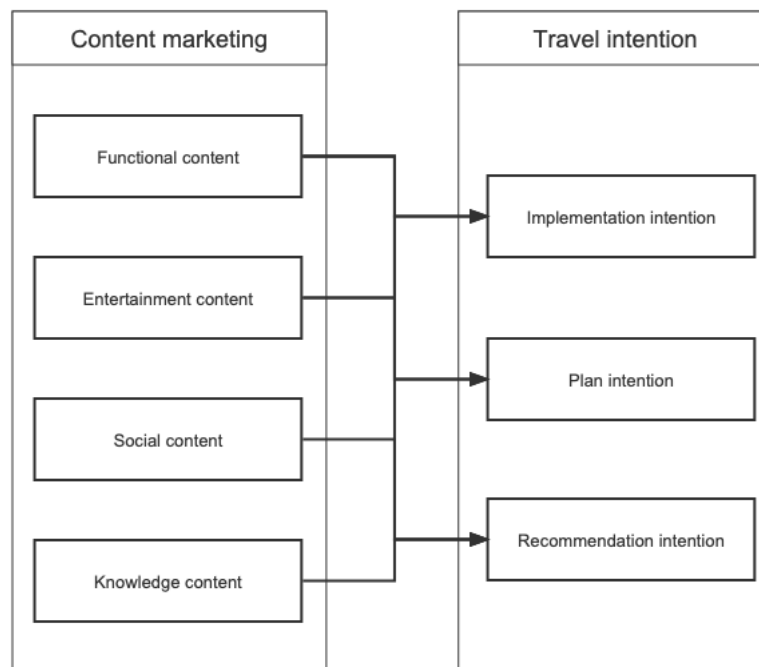 Content marketing
Functional content
Entertainment content
Social content
Knowledge content
Travel intention
Implementation intention
Plan intention
Recommendation intention